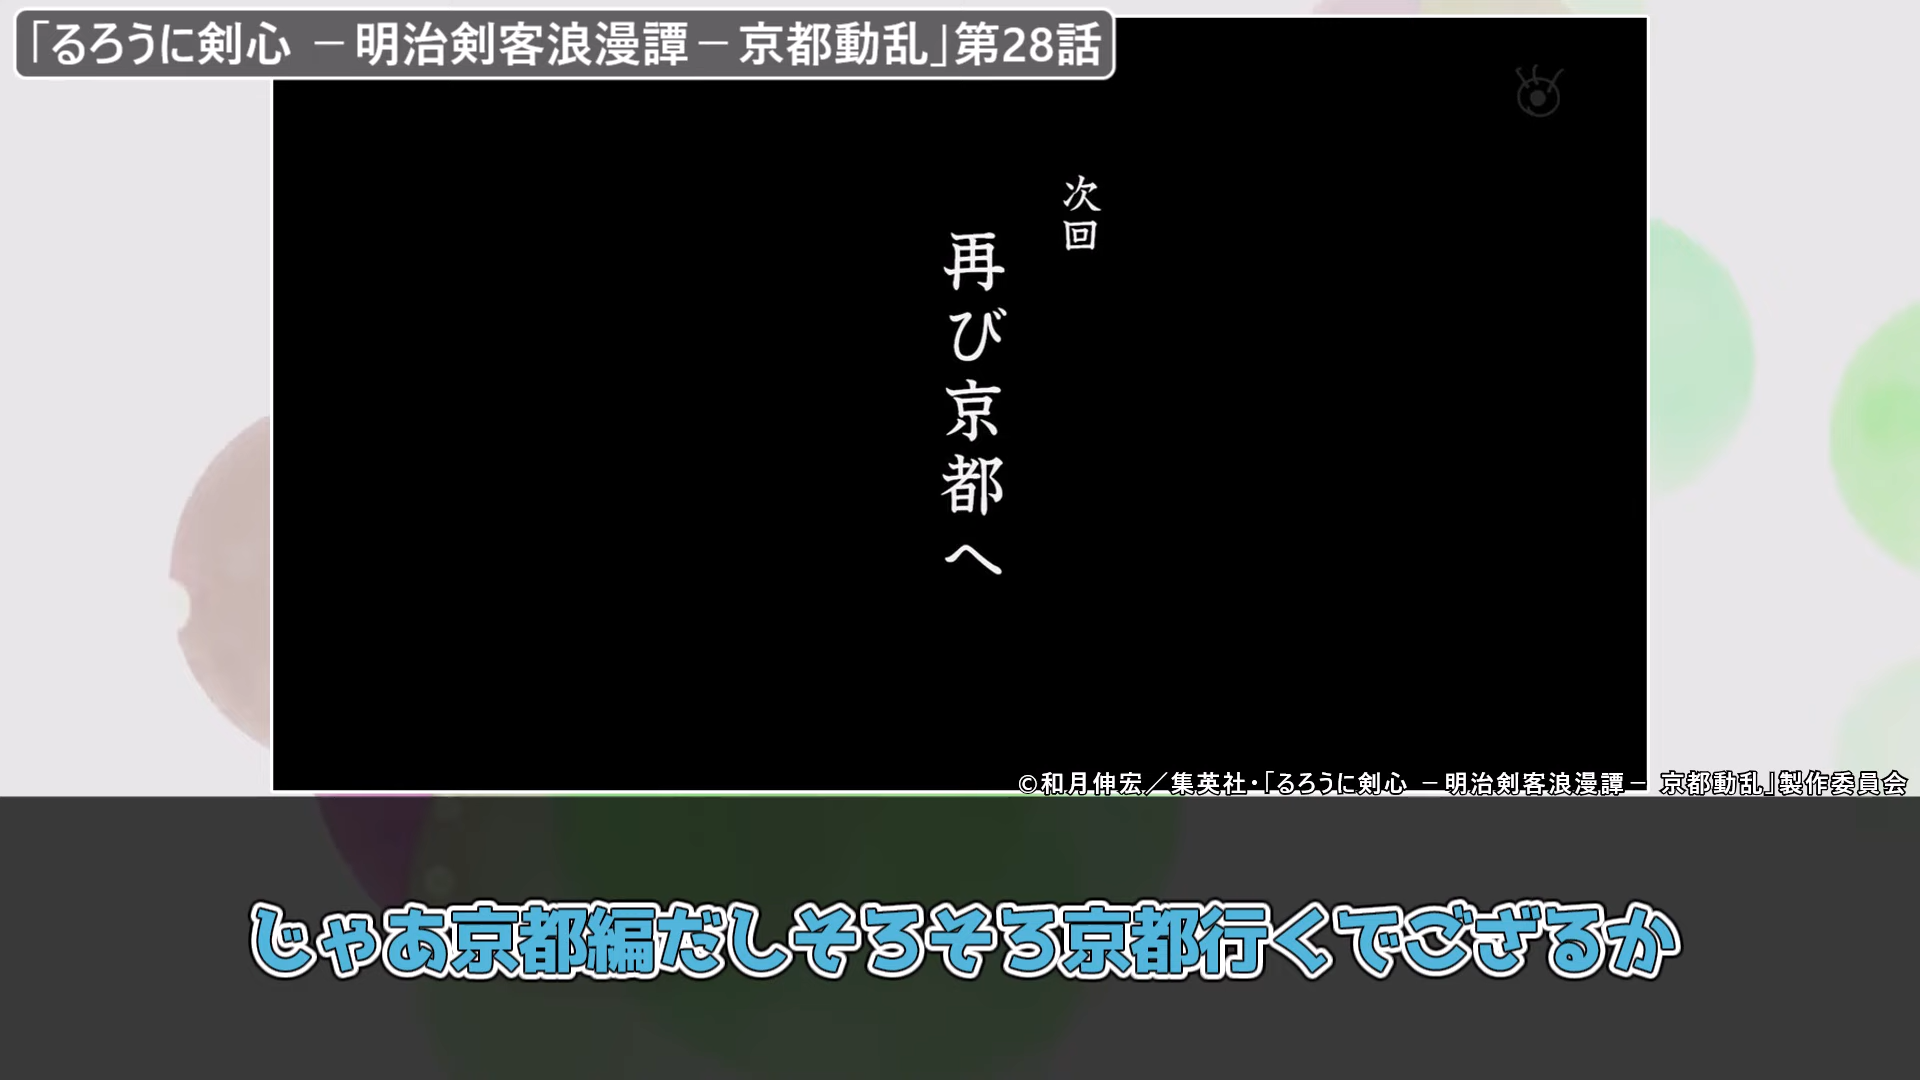 「るろうに剣心 －明治剣客浪漫譚－京都動乱」第28話
次回
再び京都へ
©和月伸宏／集英社・「るろうに剣心 －明治剣客浪漫譚－ 京都動乱」製作委員会
じゃあ京都編だしそろそろ京都行くでござるか